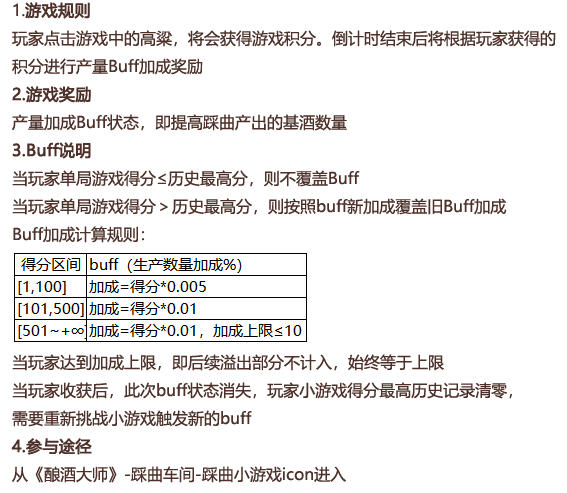 1.游戏规则
玩家点击游戏中的高粱，将会获得游戏积分。倒计时结束后将根据玩家获得的
积分进行产量Buff加成奖励
2.游戏奖励
产量加成Buff状态，即提高踩曲产出的基酒数量
3.Buff说明
当玩家单局游戏得分≤历史最高分，则不覆盖Buff
当玩家单局游戏得分＞历史最高分，则按照buff新加成覆盖旧Buff加成
Buff加成计算规则：
得分区间 buff（生产数量加成%）
[1,100] 加成=得分*0.005
[101,500] 加成=得分*0.01
[501~+∞] 加成=得分*0.01，加成上限≤10
当玩家达到加成上限，即后续溢出部分不计入，始终等于上限
当玩家收获后，此次buff状态消失，玩家小游戏得分最高历史记录清零，
需要重新挑战小游戏触发新的buff
4.参与途径
从《酿酒大师》-踩曲车间-踩曲小游戏icon进入